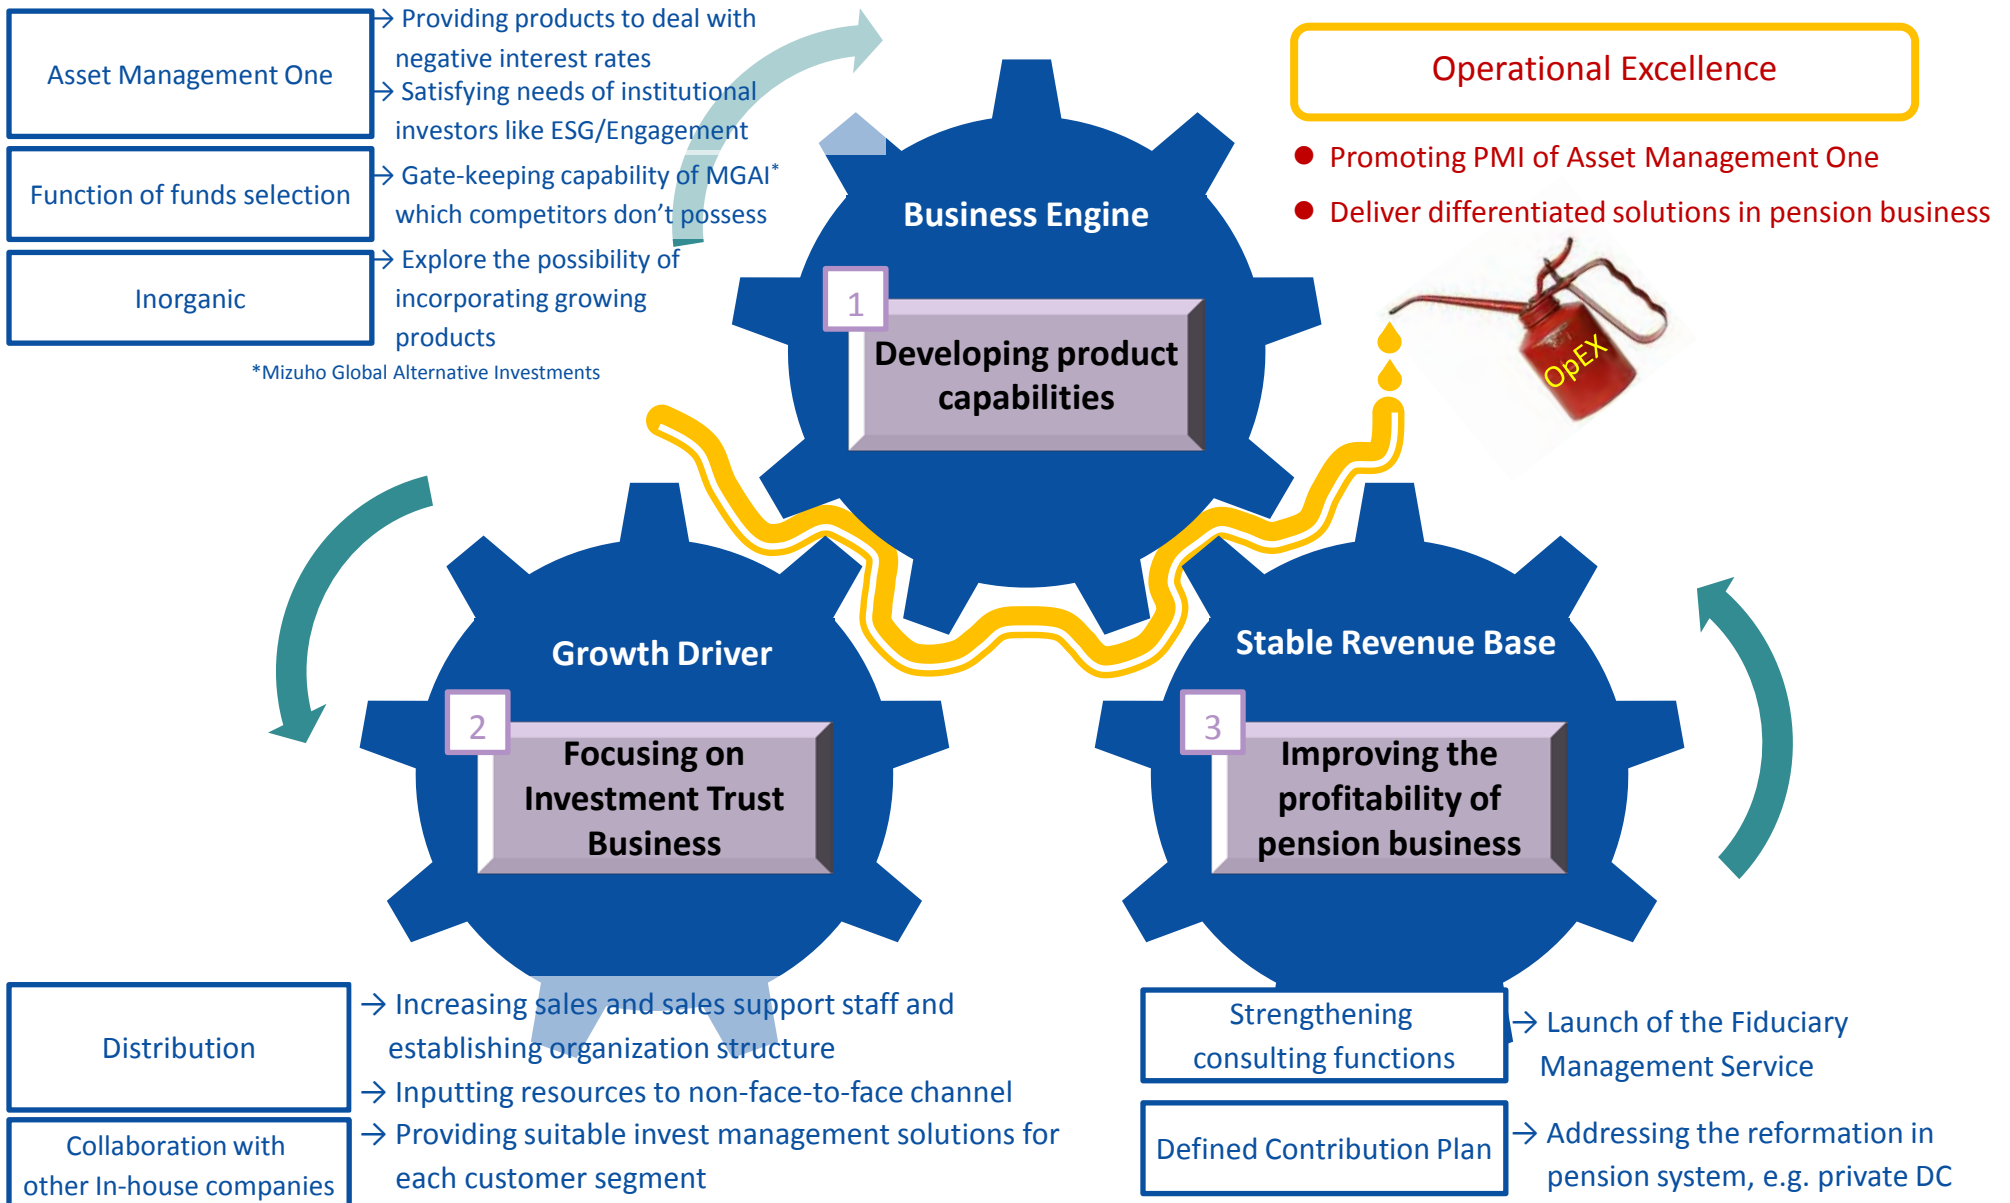 Asset Management One
→ Providing products to deal with
negative interest rates
→ Satisfying needs of institutional
investors like ESG/Engagement
Function of funds selection
→ Gate-keeping capability of MGAI*
which competitors don't possess
Inorganic
→ Explore the possibility of
incorporating growing
products
*Mizuho Global Alternative Investments
Operational Excellence
● Promoting PMI of Asset Management One
● Deliver differentiated solutions in pension business
OpEX
Business Engine
1
Developing product
capabilities
Growth Driver
2
Focusing on
Investment Trust
Business
Stable Revenue Base
3
Improving the
profitability of
pension business
Distribution
→ Increasing sales and sales support staff and
establishing organization structure
→ Inputting resources to non-face-to-face channel
Collaboration with
other In-house companies
→ Providing suitable invest management solutions for
each customer segment
Strengthening
consulting functions
→ Launch of the Fiduciary
Management Service
Defined Contribution Plan
→ Addressing the reformation in
pension system, e.g. private DC